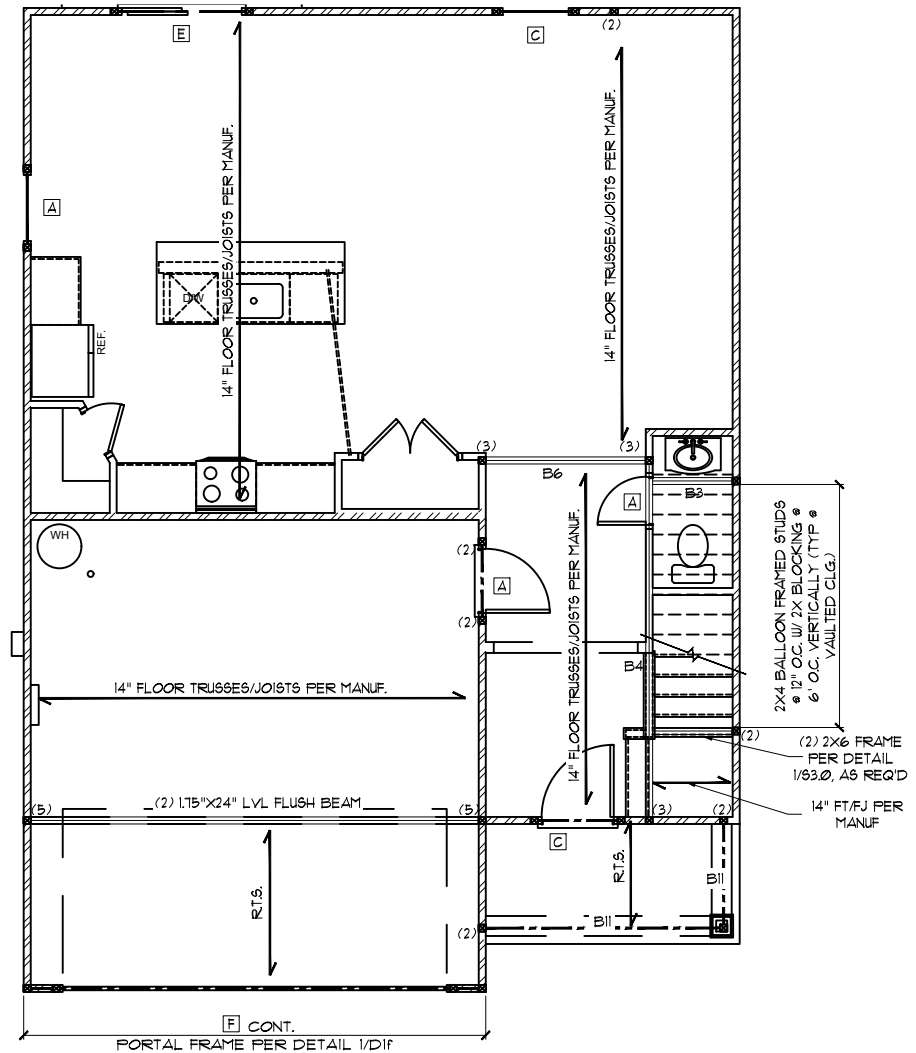 E
C
(2)
14" FLOOR TRUSSES/JOISTS PER MANUF.
14" FLOOR TRUSSES/JOISTS PER MANUF.
A
D/W
REF.
(3)
(3)
B6
B3
A
WH
(2)
A
(2)
14" FLOOR TRUSSES/JOISTS PER MANUF.
2X4 BALLOON FRAMED STUDS
@ 12" O.C. W/ 2X BLOCKING @
6' O.C. VERTICALLY (TYP @
VAULTED CLG.)
B4
14" FLOOR TRUSSES/JOISTS PER MANUF.
(2)
(2) 2X6 FRAME
PER DETAIL
1/S3.0, AS REQ'D
14" FT/FJ PER
MANUF
(5)
(2) 1.75"X24" LVL FLUSH BEAM
(5)
(3)
(2)
C
R.T.S.
R.T.S.
B11
B11
(2)
F CONT.
PORTAL FRAME PER DETAIL 1/D1f